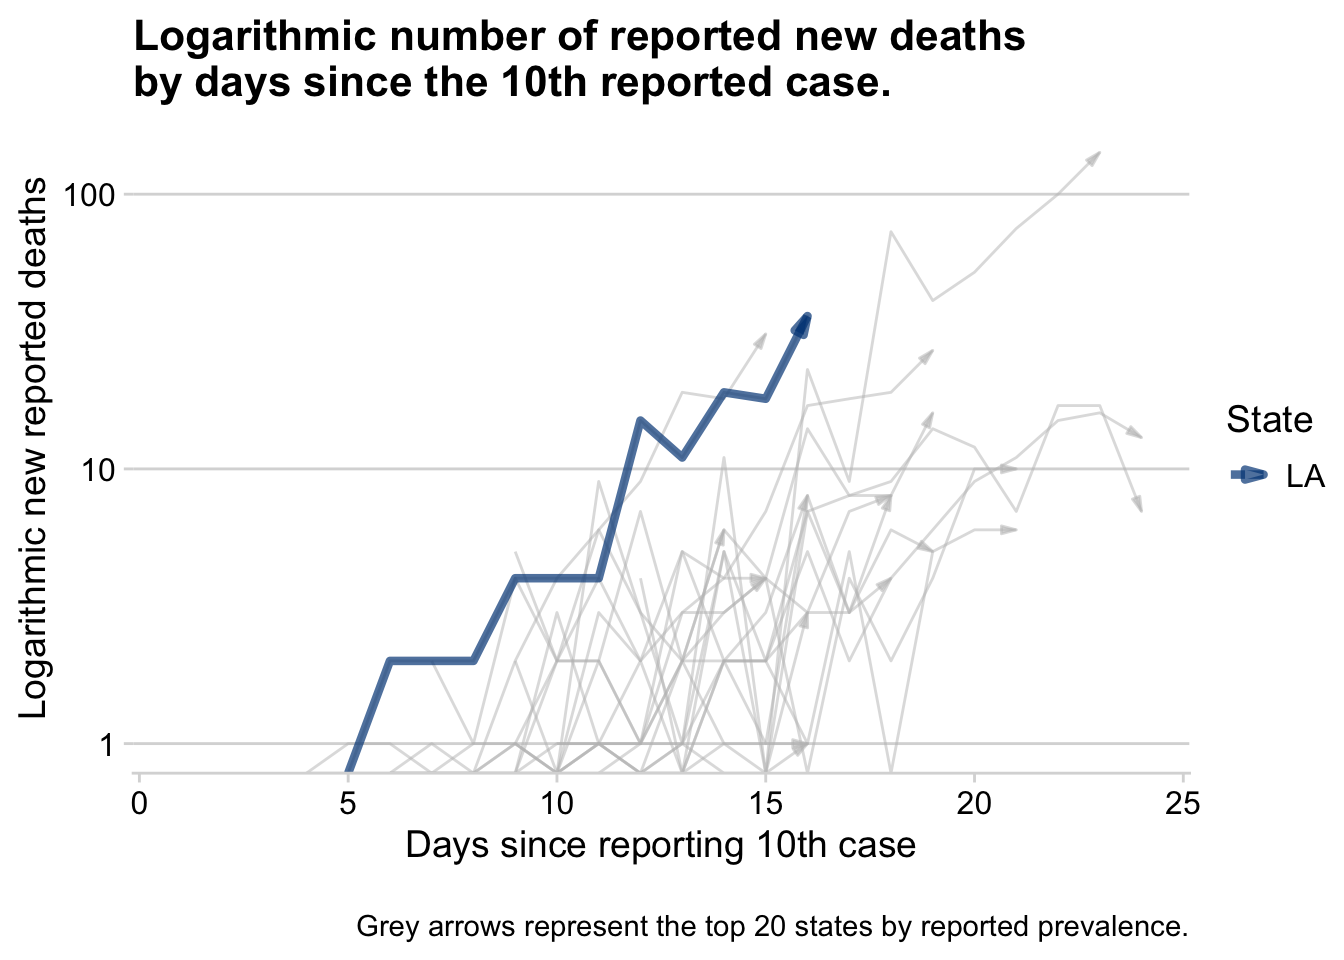 Logarithmic number of reported new deaths
by days since the 10th reported case.
Logarithmic new reported deaths
100
10
1
0 5 10 15 20 25
Days since reporting 10th case
State
LA
Grey arrows represent the top 20 states by reported prevalence.